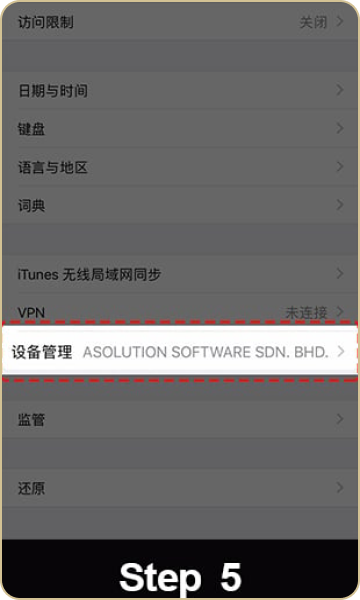 访问限制 关闭
日期与时间
键盘
语言与地区
词典
iTunes 无线局域网同步
VPN 未连接
设备管理 ASOLUTION SOFTWARE SDN. BHD.
监管
还原
Step 5